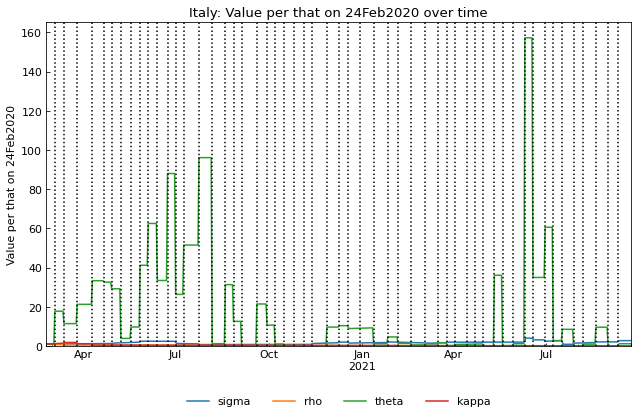 Italy: Value per that on 24Feb2020 over time
Value per that on 24Feb2020
160
140
120
100
80
60
40
20
0
Apr Jul Oct Jan Apr Jul
2021
sigma rho theta kappa